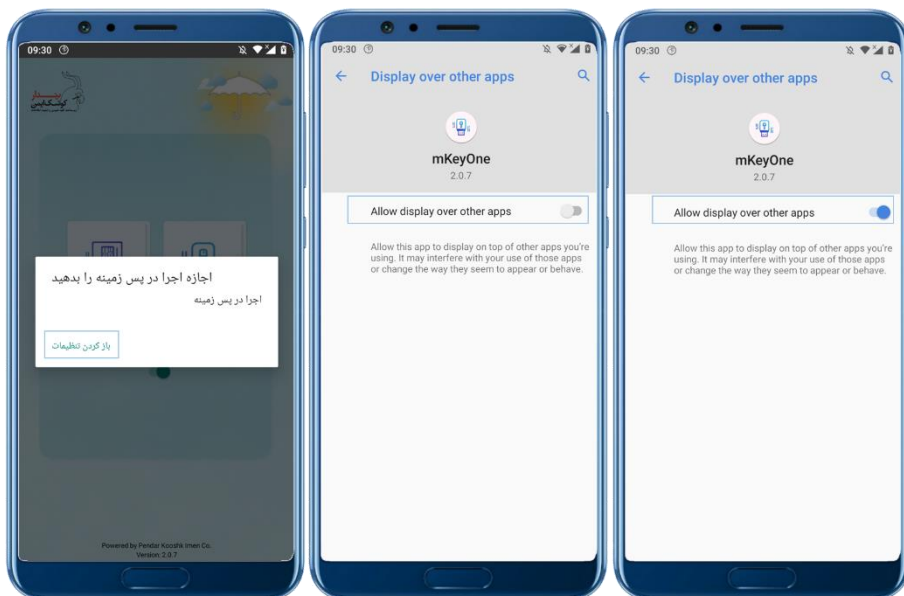 09:30
پندار
کوشک ایمن
اجازه اجرا در پس زمینه را بدهید
اجرا در پس زمینه
باز کردن تنظیمات
Powered by Pendar Kooshk Imen Co.
Version: 2.0.7
09:30
Display over other apps
mKeyOne
2.0.7
Allow display over other apps
Allow this app to display on top of other apps you're
using. It may interfere with your use of those apps
or change the way they seem to appear or behave.
09:30
Display over other apps
mKeyOne
2.0.7
Allow display over other apps
Allow this app to display on top of other apps you're
using. It may interfere with your use of those apps
or change the way they seem to appear or behave.